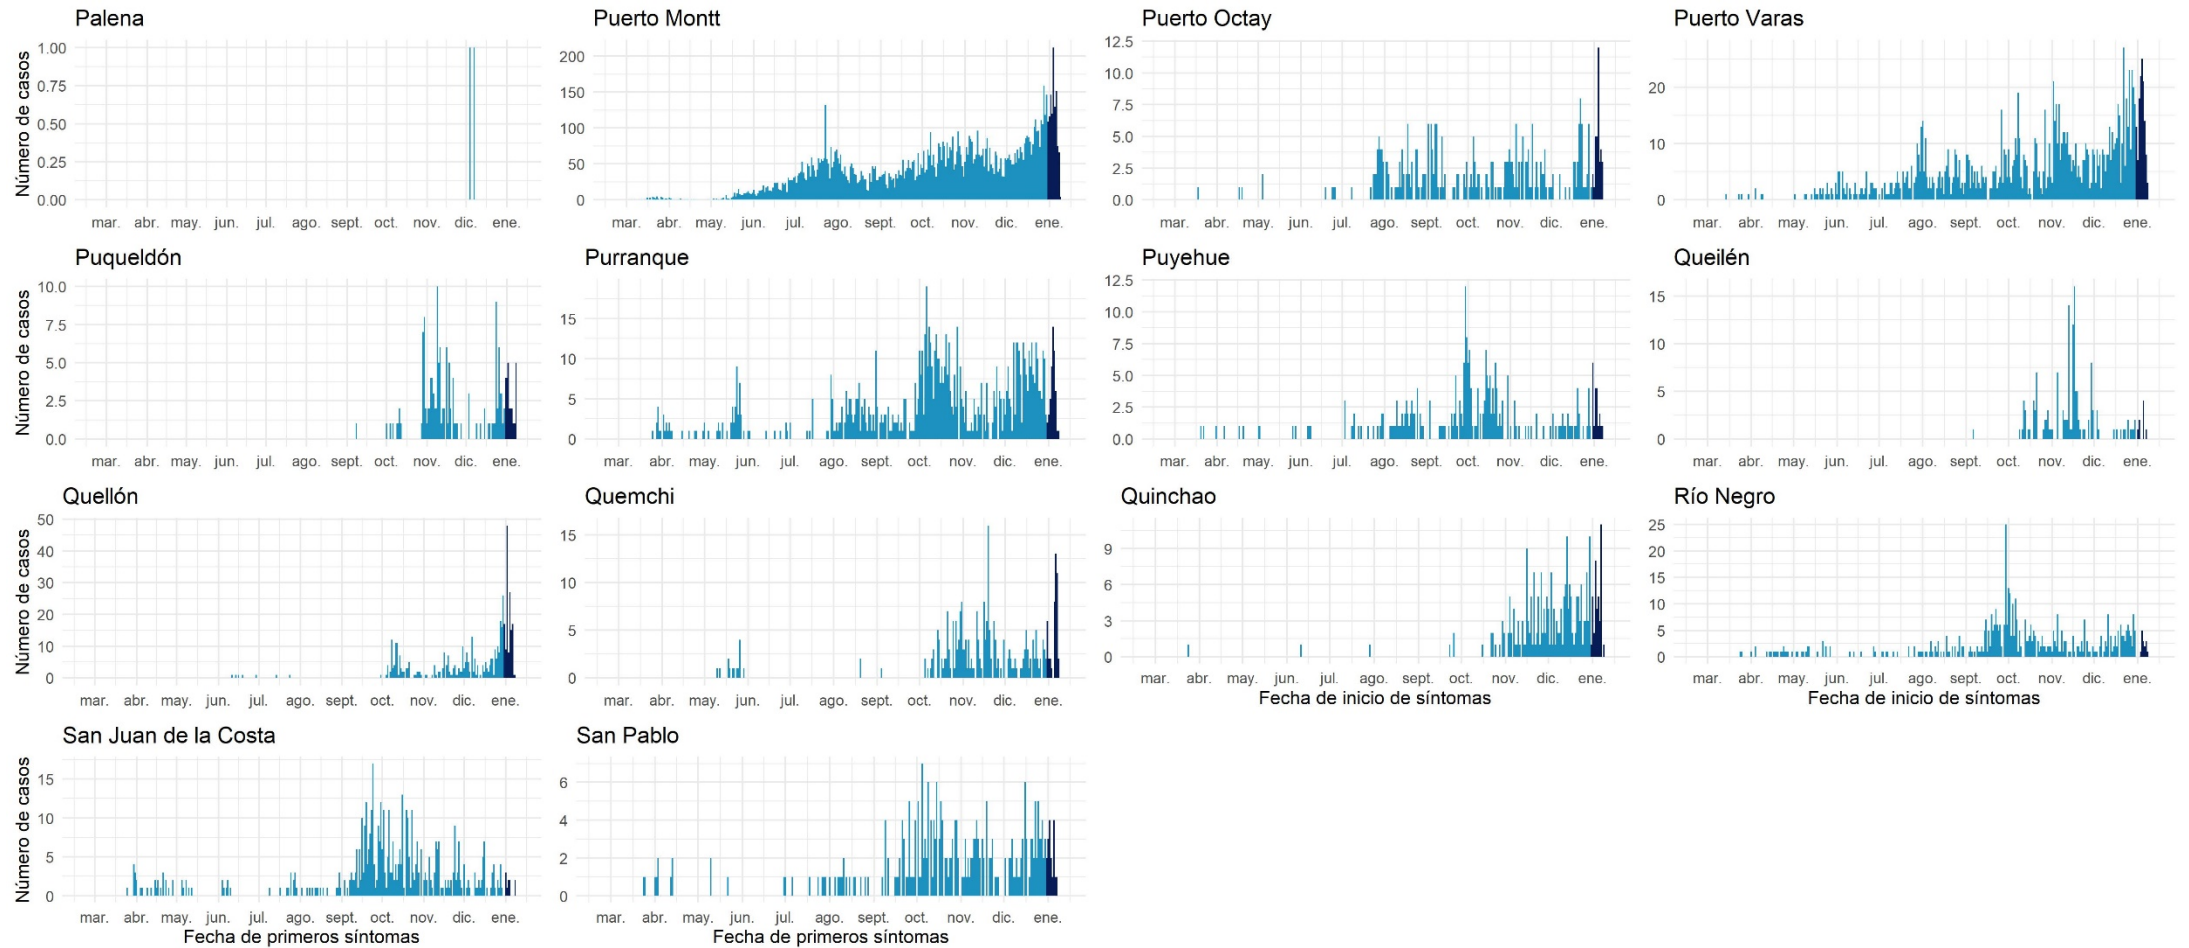 Palena
Número de casos
1.00
0.75
0.50
0.25
0.00
mar. abr. may. jun. jul. ago. sept. oct. nov. dic. ene.
Puerto Montt
200
150
100
50
0
mar. abr. may. jun. jul. ago. sept. oct. nov. dic. ene.
Puerto Octay
12.5
10.0
7.5
5.0
2.5
0.0
mar. abr. may. jun. jul. ago. sept. oct. nov. dic. ene.
Puerto Varas
20
10
0
mar. abr. may. jun. jul. ago. sept. oct. nov. dic. ene.
Puqueldón
Número de casos
10.0
7.5
5.0
2.5
0.0
mar. abr. may. jun. jul. ago. sept. oct. nov. dic. ene.
Purranque
15
10
5
0
mar. abr. may. jun. jul. ago. sept. oct. nov. dic. ene.
Puyehue
12.5
10.0
7.5
5.0
2.5
0.0
mar. abr. may. jun. jul. ago. sept. oct. nov. dic. ene.
Queilén
15
10
5
0
mar. abr. may. jun. jul. ago. sept. oct. nov. dic. ene.
Quellón
Número de casos
50
40
30
20
10
0
mar. abr. may. jun. jul. ago. sept. oct. nov. dic. ene.
Quemchi
15
10
5
0
mar. abr. may. jun. jul. ago. sept. oct. nov. dic. ene.
Quinchao
9
6
3
0
mar. abr. may. jun. jul. ago. sept. oct. nov. dic. ene.
Fecha de inicio de síntomas
Río Negro
25
20
15
10
5
0
mar. abr. may. jun. jul. ago. sept. oct. nov. dic. ene.
Fecha de inicio de síntomas
San Juan de la Costa
Número de casos
15
10
5
0
mar. abr. may. jun. jul. ago. sept. oct. nov. dic. ene.
Fecha de primeros síntomas
San Pablo
6
4
2
0
mar. abr. may. jun. jul. ago. sept. oct. nov. dic. ene.
Fecha de primeros síntomas